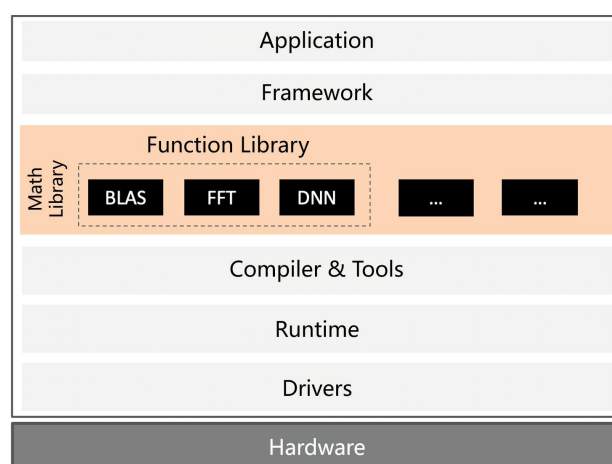 Application
Framework
Function Library
Math
Library
BLAS FFT DNN ... ...
Compiler & Tools
Runtime
Drivers
Hardware